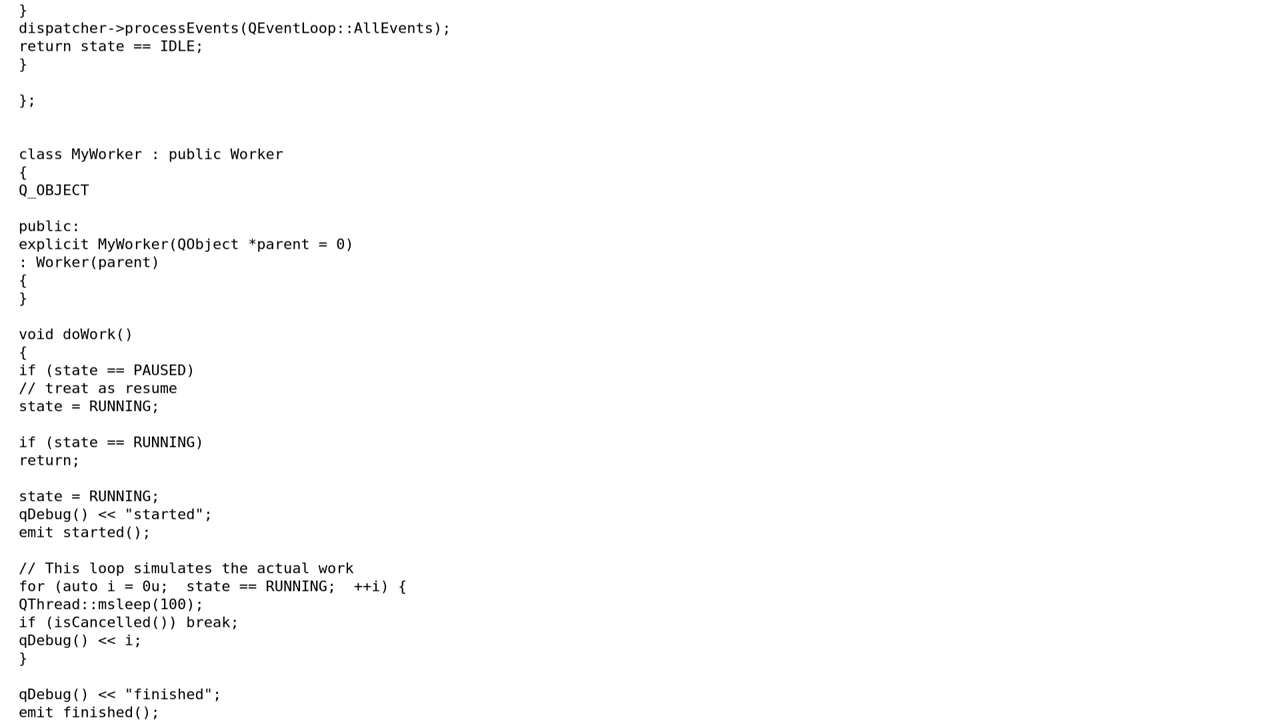 }
dispatcher->processEvents(QEventLoop::AllEvents);
return state == IDLE;
}
};
class MyWorker : public Worker
{
Q_OBJECT
public:
explicit MyWorker(QObject *parent = 0)
: Worker(parent)
{
}
void doWork()
{
if (state == PAUSED)
// treat as resume
state = RUNNING;
if (state == RUNNING)
return;
state = RUNNING;
qDebug() << "started";
emit started();
// This loop simulates the actual work
for (auto i = 0u;  state == RUNNING;  ++i) {
QThread::msleep(100);
if (isCancelled()) break;
qDebug() << i;
}
qDebug() << "finished";
emit finished();